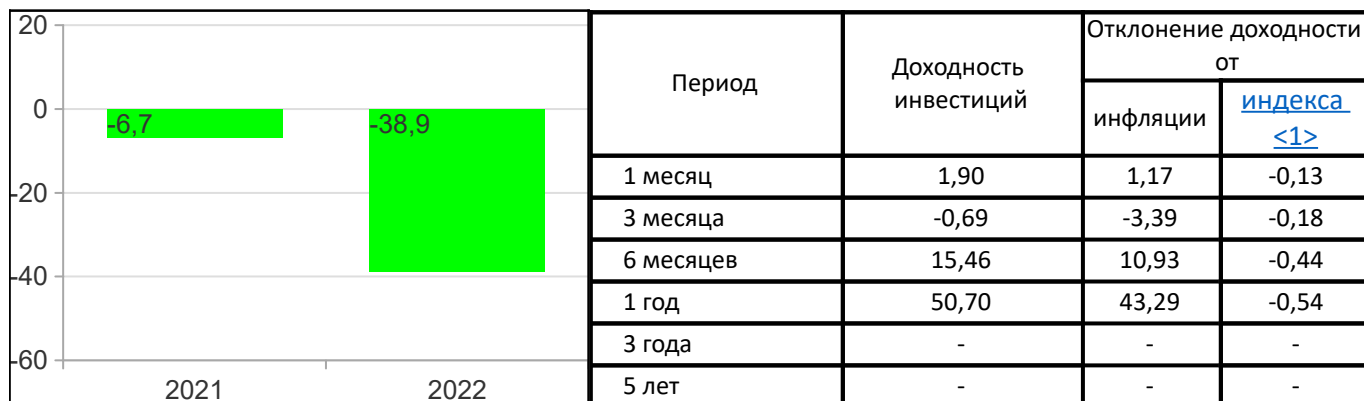 20
0
-20
-40
-60
-6,7
-38,9
2021 2022
Период
Доходность
инвестиций
Отклонение доходности
от
инфляции
индекса
<1>
1 месяц 1,90 1,17 -0,13
3 месяца -0,69 -3,39 -0,18
6 месяцев 15,46 10,93 -0,44
1 год 50,70 43,29 -0,54
3 года - - -
5 лет - - -